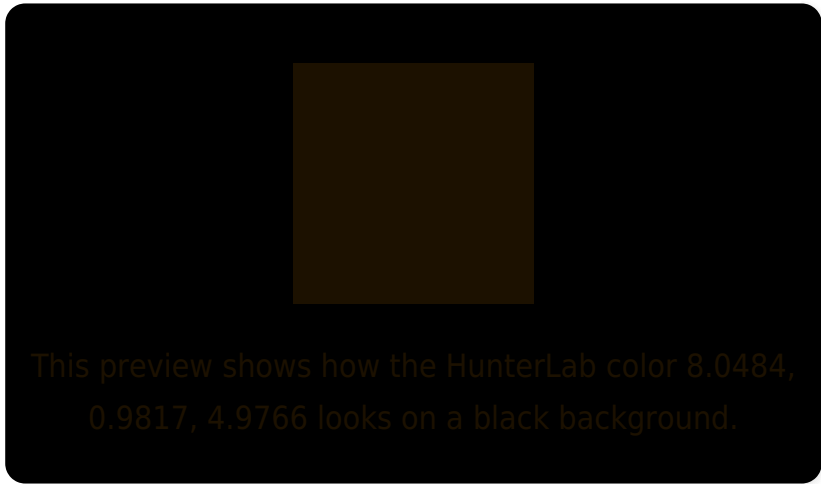 This preview shows how the HunterLab color 8.0484,
0.9817, 4.9766 looks on a black background.